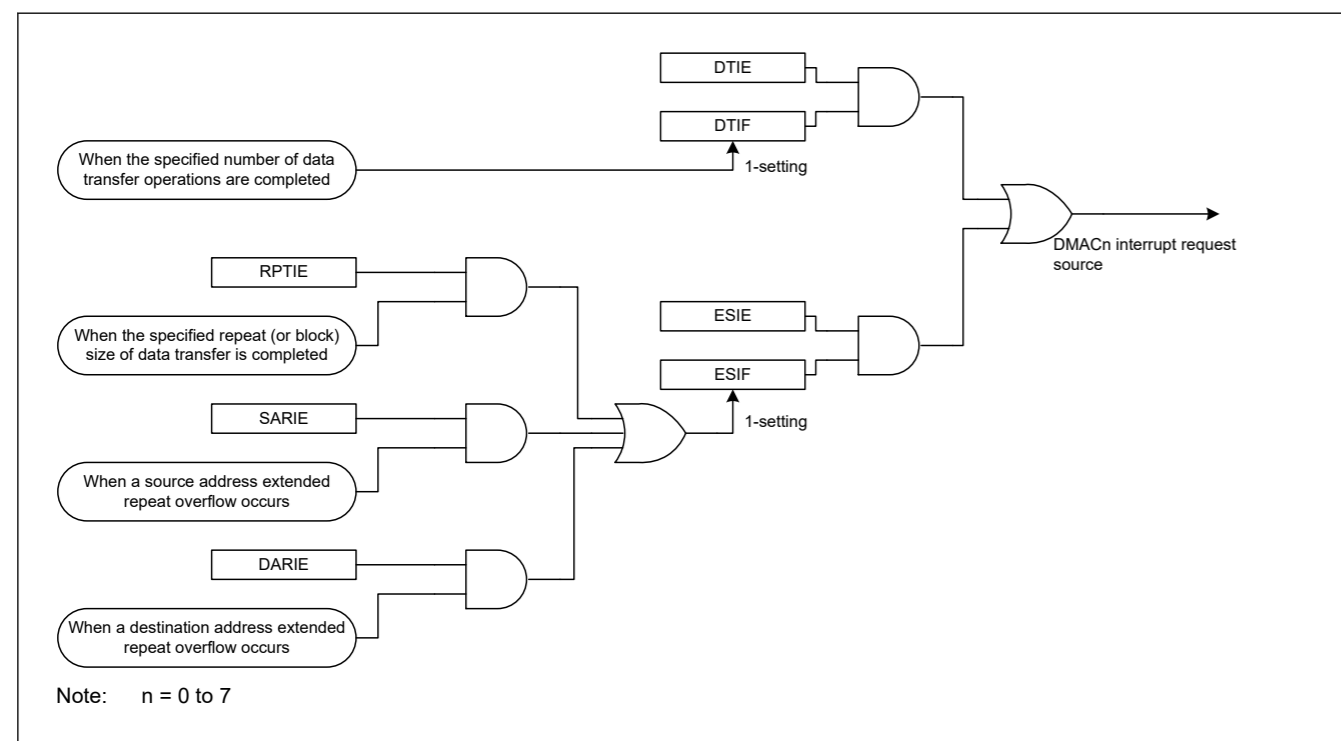 DTIE
DTIF
When the specified number of data
transfer operations are completed
1-setting
DMACn interrupt request
source
RPTIE
When the specified repeat (or block)
size of data transfer is completed
ESIE
ESIF
1-setting
SARIE
When a source address extended
repeat overflow occurs
DARIE
When a destination address extended
repeat overflow occurs
Note: n = 0 to 7